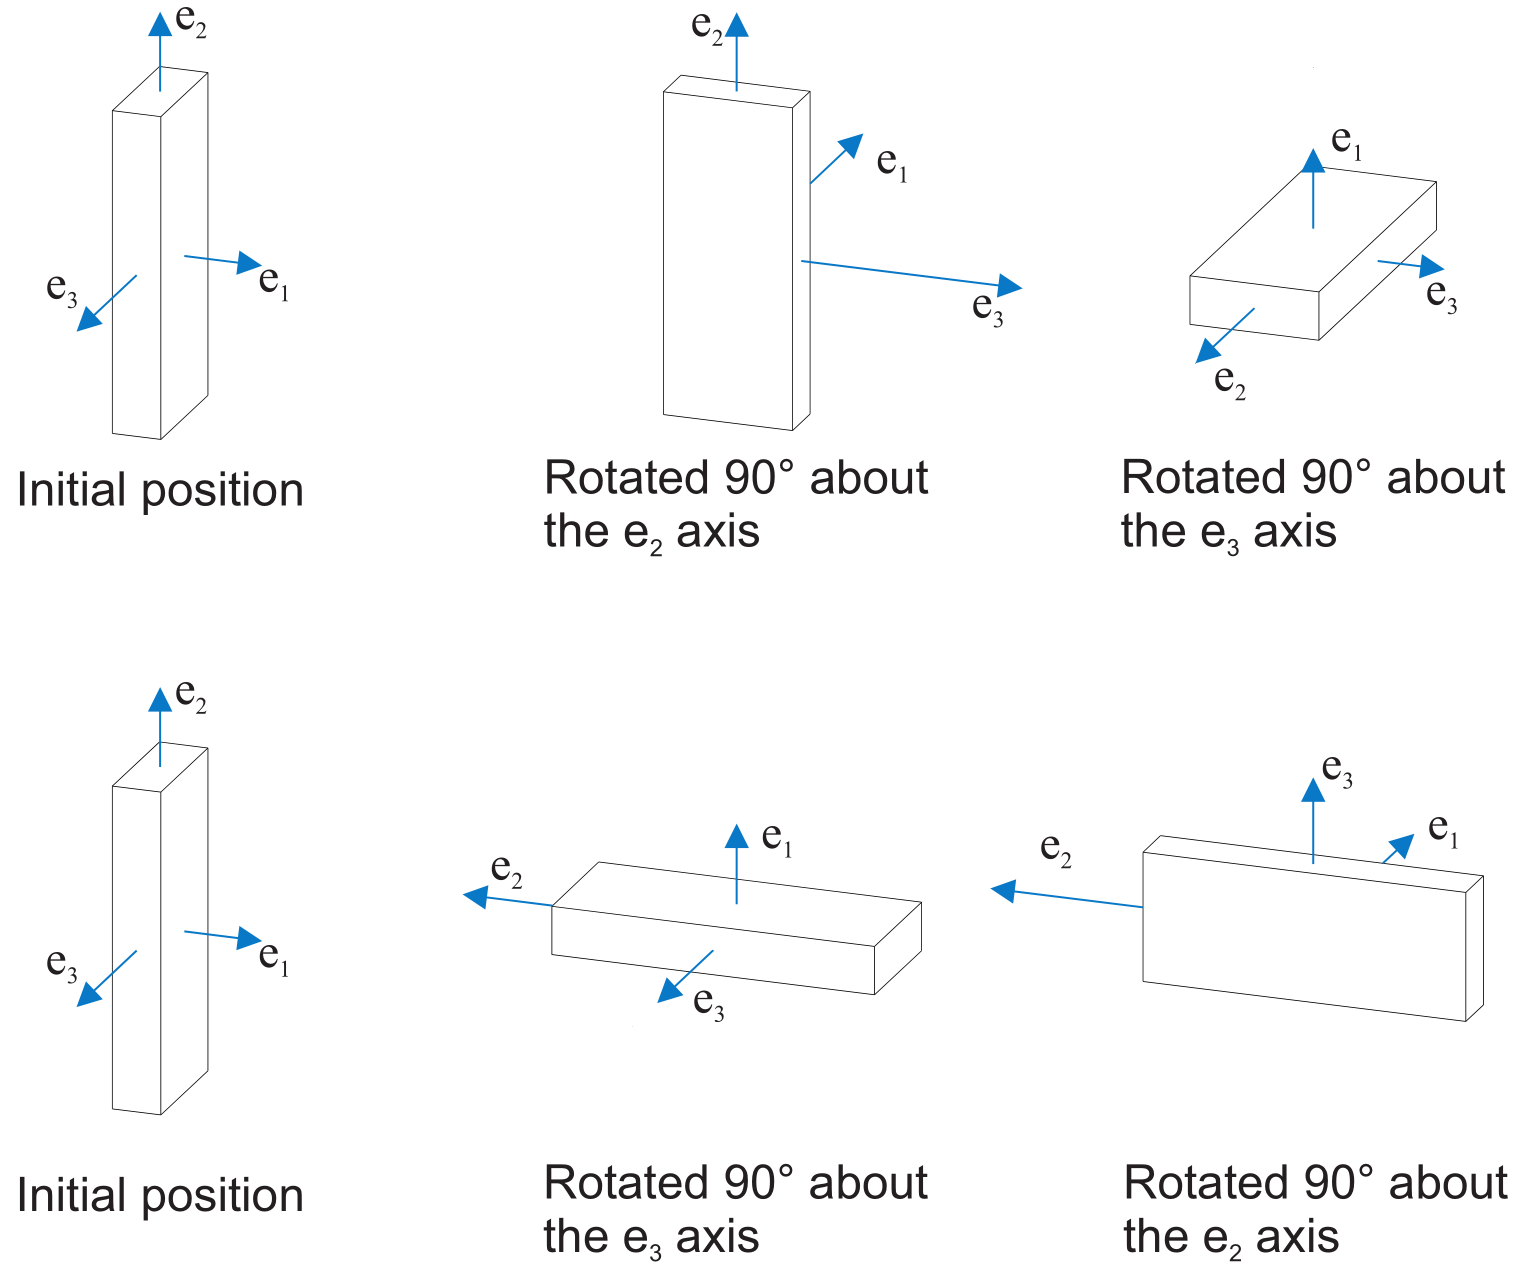 e₂
e₃
e₁
Initial position
e₂
e₁
e₃
Rotated 90° about
the e₂ axis
e₁
e₃
e₂
Rotated 90° about
the e₃ axis
e₂
e₃
e₁
Initial position
e₁
e₂
e₃
Rotated 90° about
the e₃ axis
e₃
e₁
e₂
Rotated 90° about
the e₂ axis